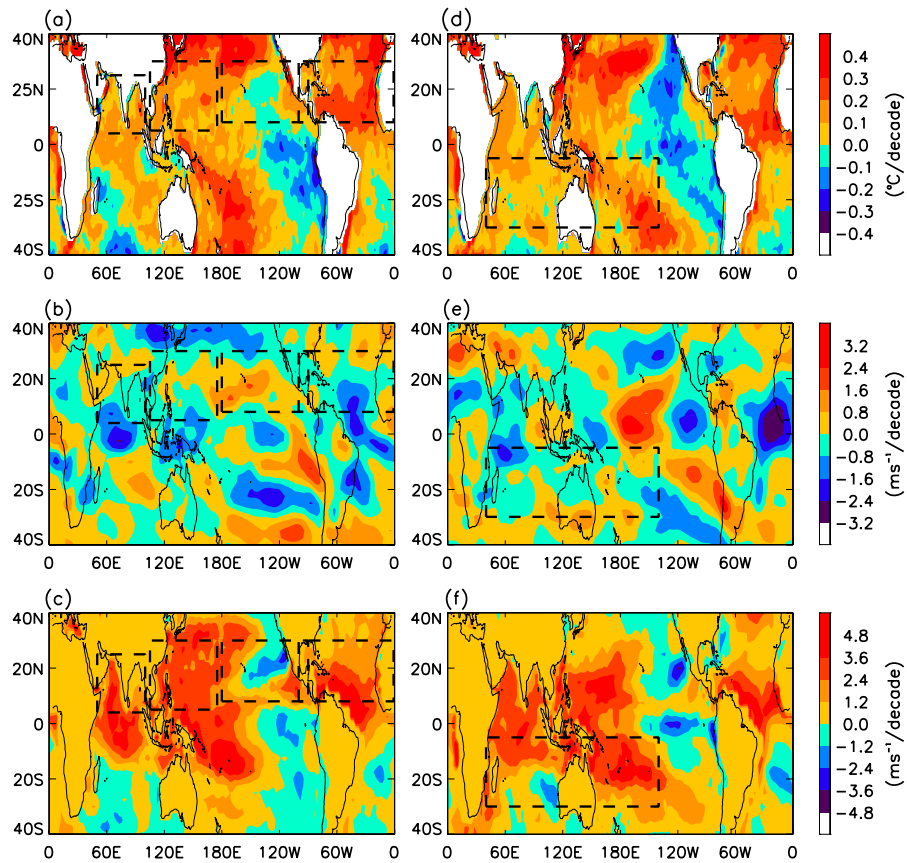 (a)
40N
25N
0
25S
40S
0 60E 120E 180E 120W 60W 0
(d)
40N
25N
0
25S
40S
0 60E 120E 180E 120W 60W 0
0.4
0.3
0.2
0.1
0.0
−0.1
−0.2
−0.3
−0.4
(°C/decade)
(b)
40N
20N
0
20S
40S
0 60E 120E 180E 120W 60W 0
(e)
40N
20N
0
20S
40S
0 60E 120E 180E 120W 60W 0
3.2
2.4
1.6
0.8
0.0
−0.8
−1.6
−2.4
−3.2
(ms⁻¹/decade)
(c)
40N
20N
0
20S
40S
0 60E 120E 180E 120W 60W 0
(f)
40N
20N
0
20S
40S
0 60E 120E 180E 120W 60W 0
4.8
3.6
2.4
1.2
0.0
−1.2
−2.4
−3.6
−4.8
(ms⁻¹/decade)